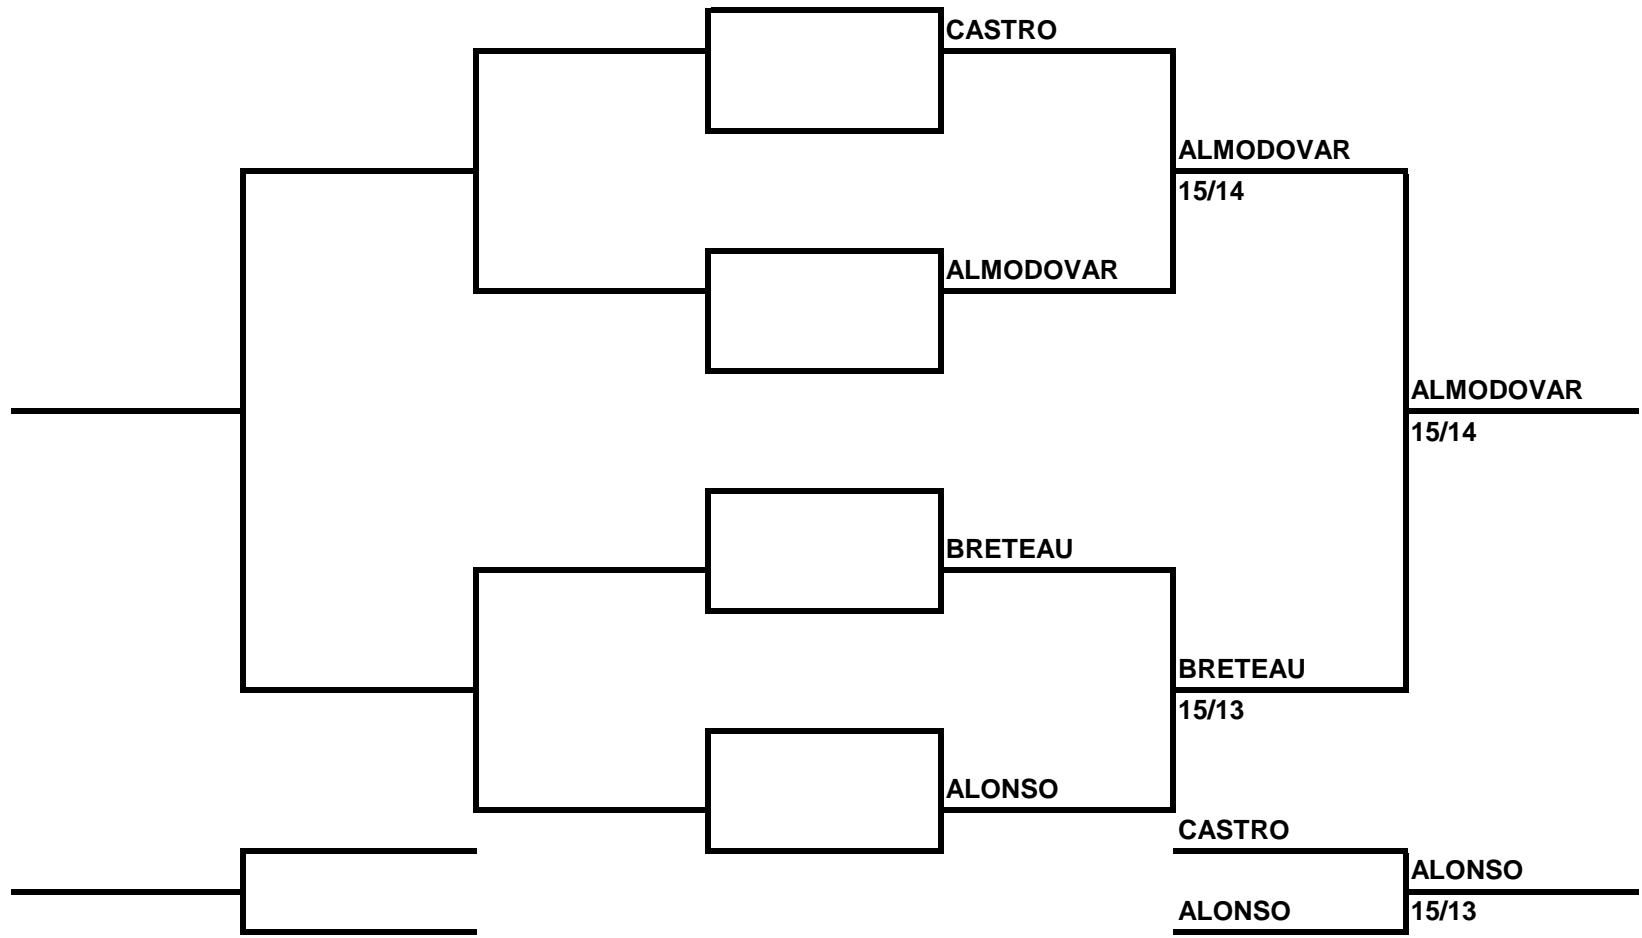 CASTRO
ALMODOVAR
15/14
ALMODOVAR
ALMODOVAR
15/14
BRETEAU
BRETEAU
15/13
ALONSO
CASTRO
ALONSO
ALONSO
15/13